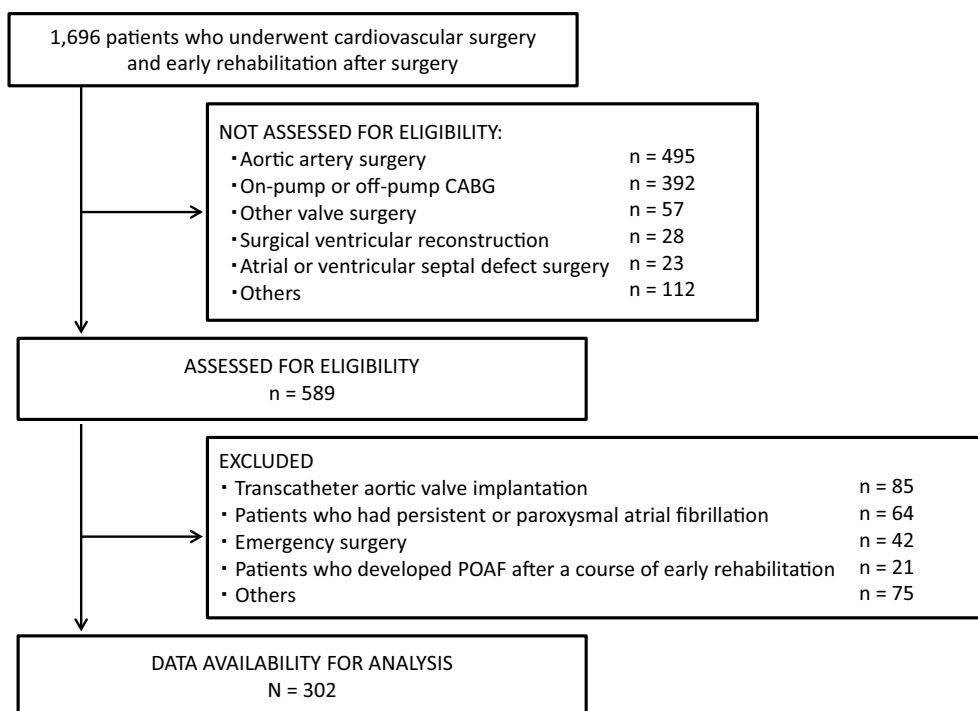 1,696 patients who underwent cardiovascular surgery
and early rehabilitation after surgery
NOT ASSESSED FOR ELIGIBILITY:
・Aortic artery surgery n = 495
・On-pump or off-pump CABG n = 392
・Other valve surgery n = 57
・Surgical ventricular reconstruction n = 28
・Atrial or ventricular septal defect surgery n = 23
・Others n = 112
ASSESSED FOR ELIGIBILITY
n = 589
EXCLUDED
・ Transcatheter aortic valve implantation n = 85
・ Patients who had persistent or paroxysmal atrial fibrillation n = 64
・ Emergency surgery n = 42
・ Patients who developed POAF after a course of early rehabilitation n = 21
・ Others n = 75
DATA AVAILABILITY FOR ANALYSIS
N = 302